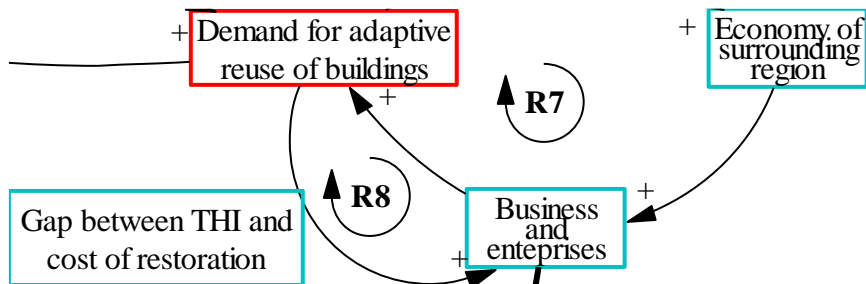 +
Demand for adaptive
reuse of buildings
+
Economy of
surrounding
region
+
R7
R8
+
Gap between THI and
cost of restoration
Business
and
enteprises
+